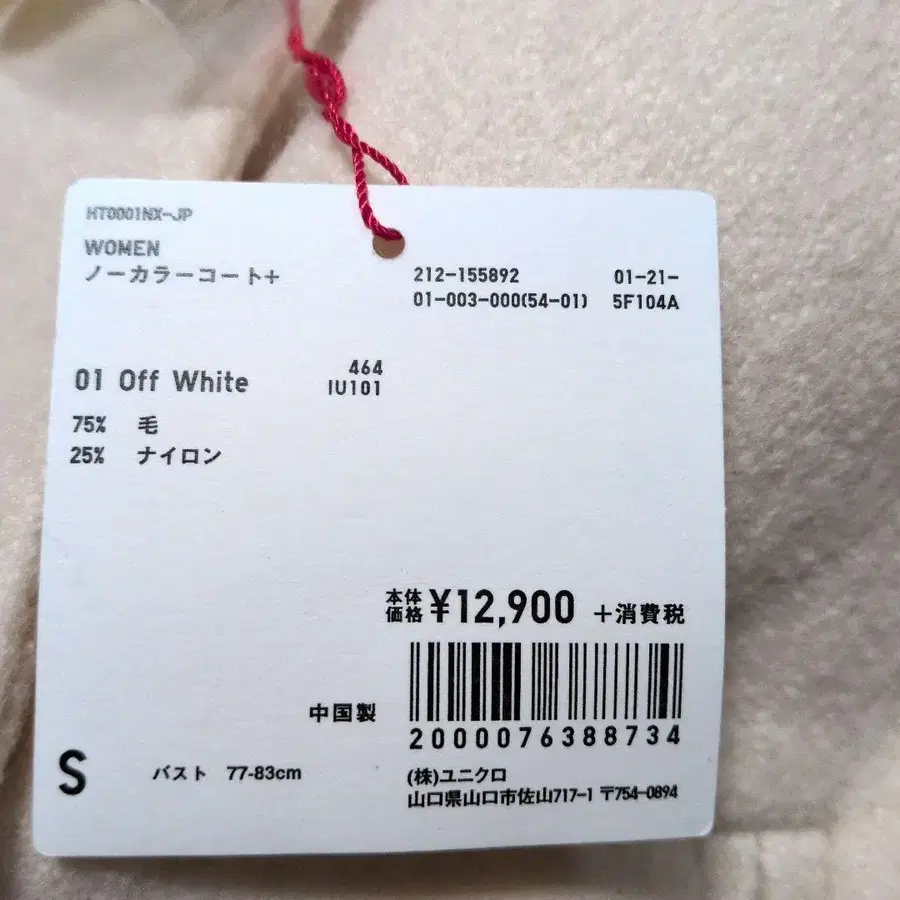 HT0001NX-JP
WOMEN
ノーカラーコート+
212-155892 01-21-
01-003-000(54-01) 5F104A
464
01 Off White IU101
75% 毛
25% ナイロン
本体価格 ¥12,900 +消費税
中国製
2000076388734
S バスト 77-83cm
(株)ユニクロ
山口県山口市佐山717-1 〒754-0894